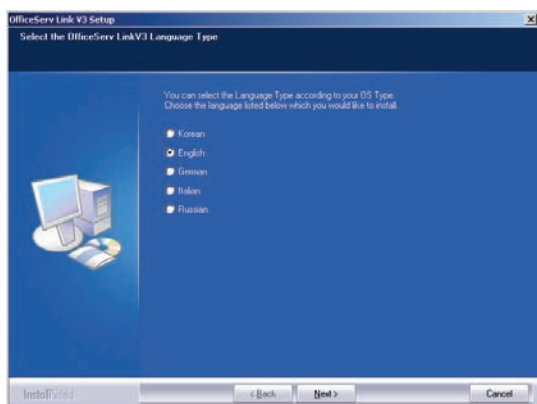 OfficeServ Link V3 Setup
Select the OfficeServ LinkV3 Language Type
You can select the Language Type according to your OS Type.
Choose the language listed below which you would like to install.
Korean
English
German
Italian
Russian
InstallShield
< Back
Next >
Cancel